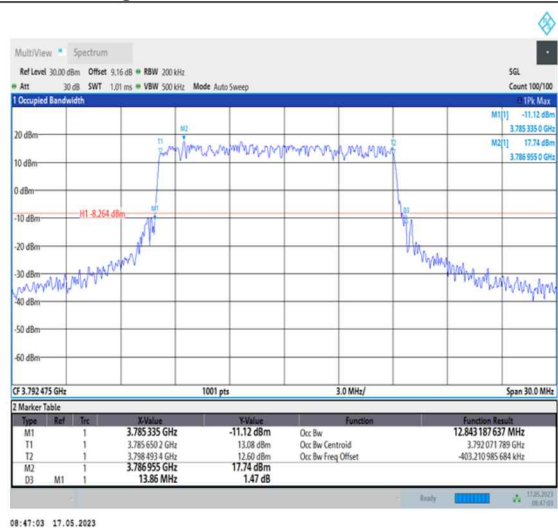 MultiView Spectrum
Ref Level 30.00 dBm Offset 9.16 dB RBW 200 kHz SGL
Att 30 dB SWT 1.01 ms VBW 500 kHz Mode Auto Sweep Count 100/100
1 Occupied Bandwidth 1Pk Max
M1[1] -11.12 dBm
3.785 335 0 GHz
M2[1] 17.74 dBm
3.786 955 0 GHz
20 dBm
T1 M2 T2
10 dBm
0 dBm
M1 D3
-10 dBm H1 -8.264 dBm
-20 dBm
-30 dBm
-40 dBm
-50 dBm
-60 dBm
CF 3.792 475 GHz 1001 pts 3.0 MHz/ Span 30.0 MHz
2 Marker Table
Type Ref Trc X-Value Y-Value Function Function Result
M1 1 3.785 335 GHz -11.12 dBm Occ Bw 12.843 187 637 MHz
T1 1 3.785 650 2 GHz 13.08 dBm Occ Bw Centroid 3.792 071 789 GHz
T2 1 3.798 493 4 GHz 12.60 dBm Occ Bw Freq Offset -403.210 985 684 kHz
M2 1 3.786 955 GHz 17.74 dBm
D3 M1 1 13.86 MHz 1.47 dB
Ready 17.05.2023
08:47:03
08:47:03 17.05.2023